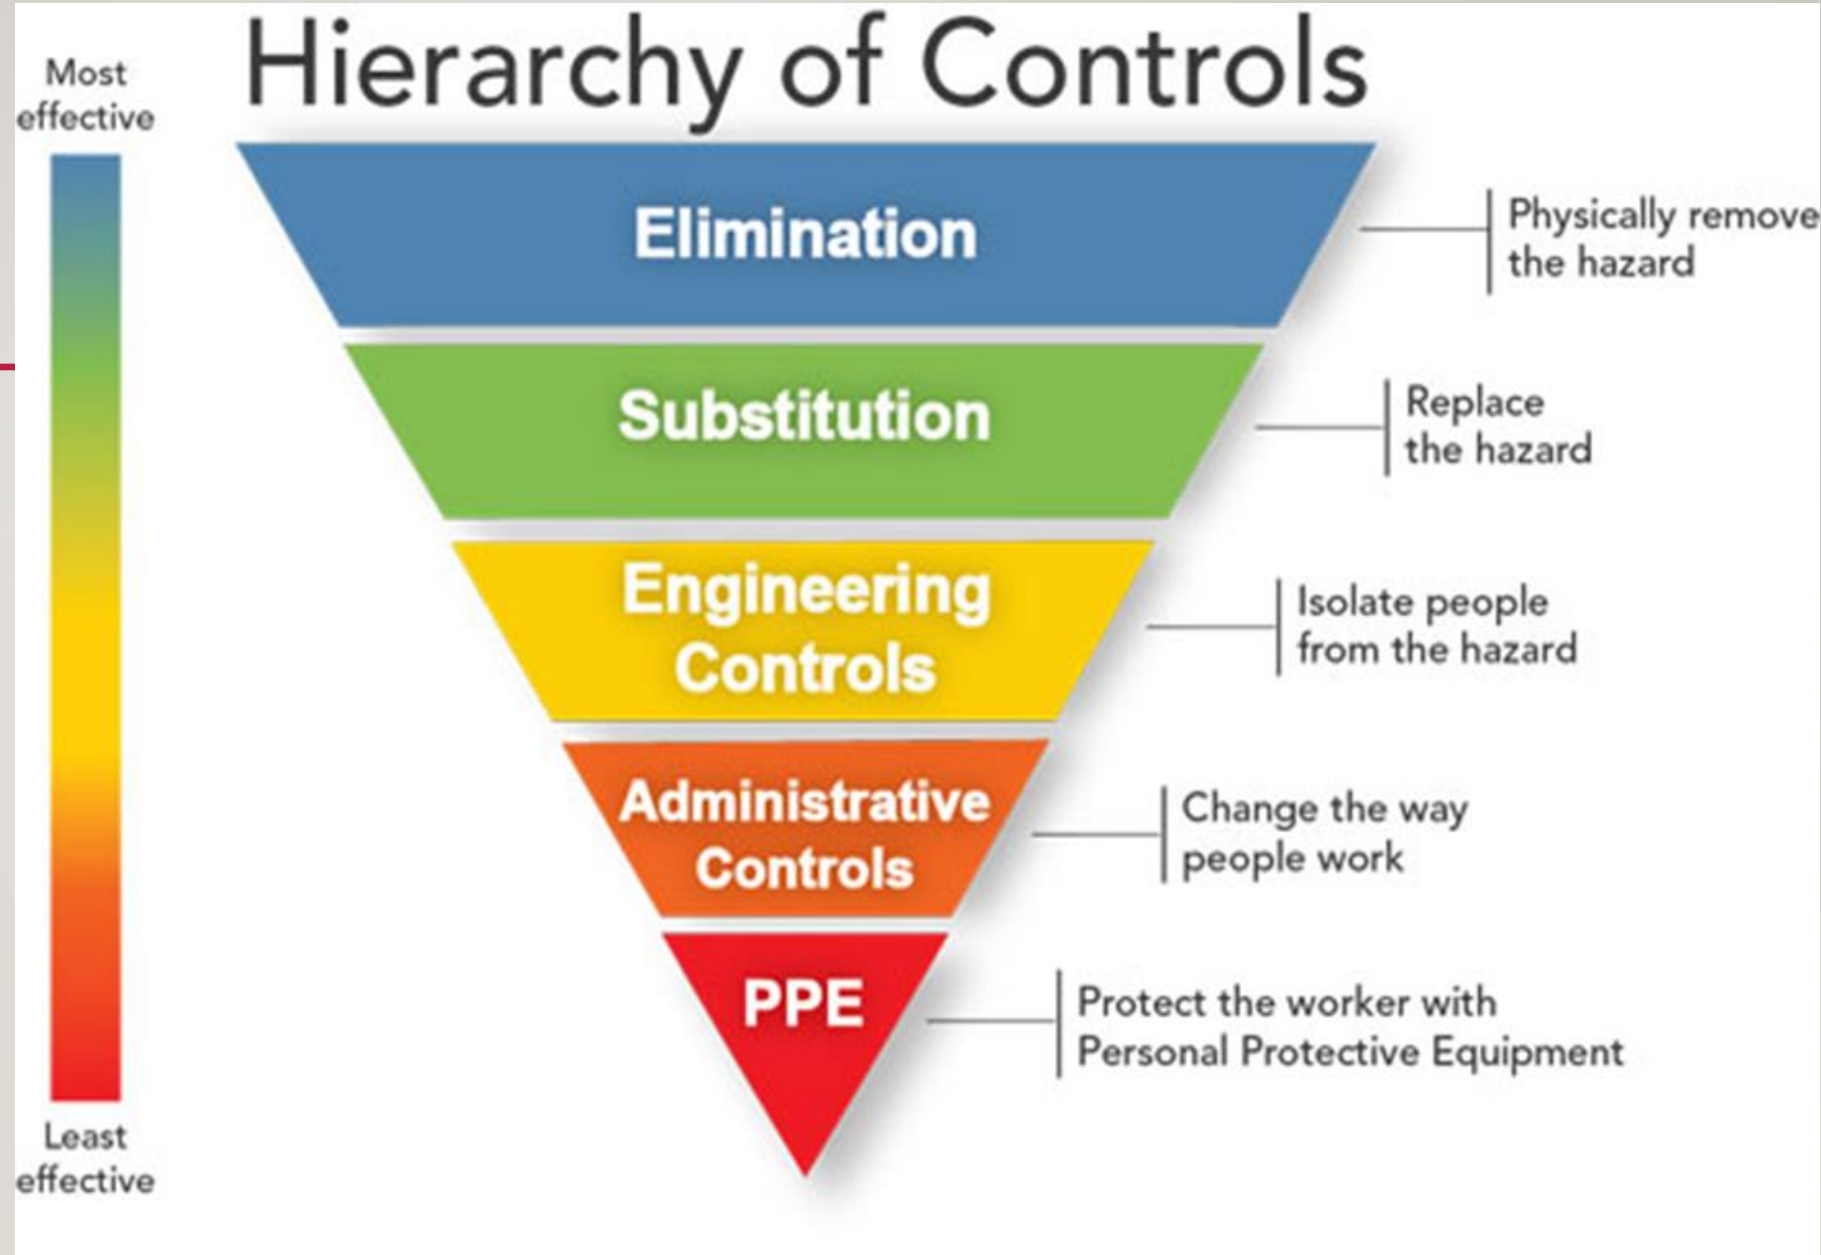 Hierarchy of Controls
Most
effective
Elimination
Physically remove
the hazard
Substitution
Replace
the hazard
Engineering
Controls
Isolate people
from the hazard
Administrative
Controls
Change the way
people work
PPE
Protect the worker with
Personal Protective Equipment
Least
effective